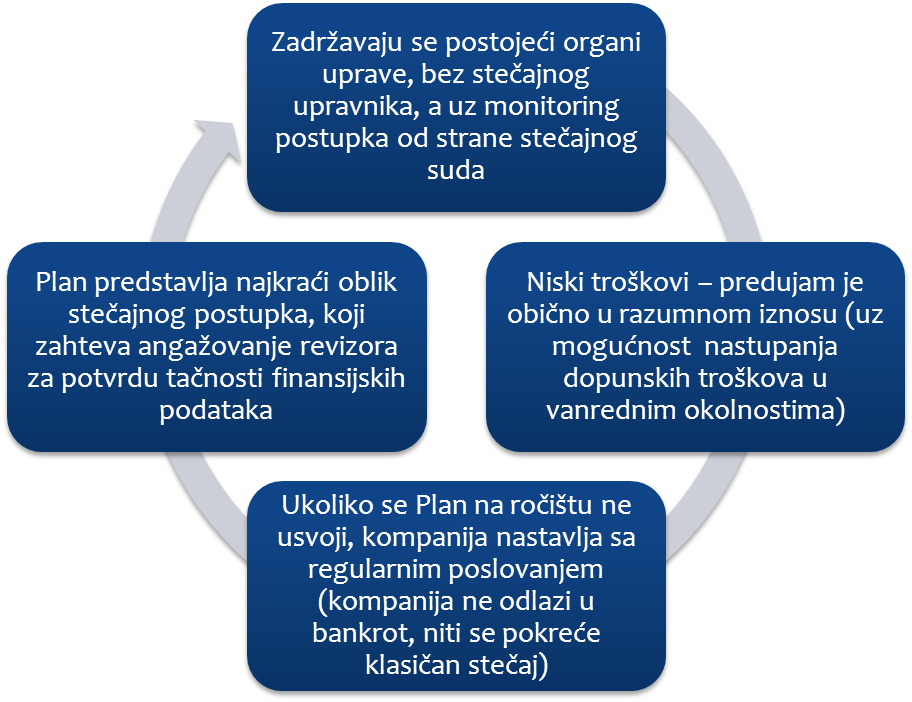 Zadržavaju se postojeći organi
uprave, bez stečajnog
upravnika, a uz monitoring
postupka od strane stečajnog
suda
Niski troškovi – predujam je
obično u razumnom iznosu (uz
mogućnost nastupanja
dopunskih troškova u
vanrednim okolnostima)
Ukoliko se Plan na ročištu ne
usvoji, kompanija nastavlja sa
regularnim poslovanjem
(kompanija ne odlazi u
bankrot, niti se pokreće
klasičan stečaj)
Plan predstavlja najkraći oblik
stečajnog postupka, koji
zahteva angažovanje revizora
za potvrdu tačnosti finansijskih
podataka